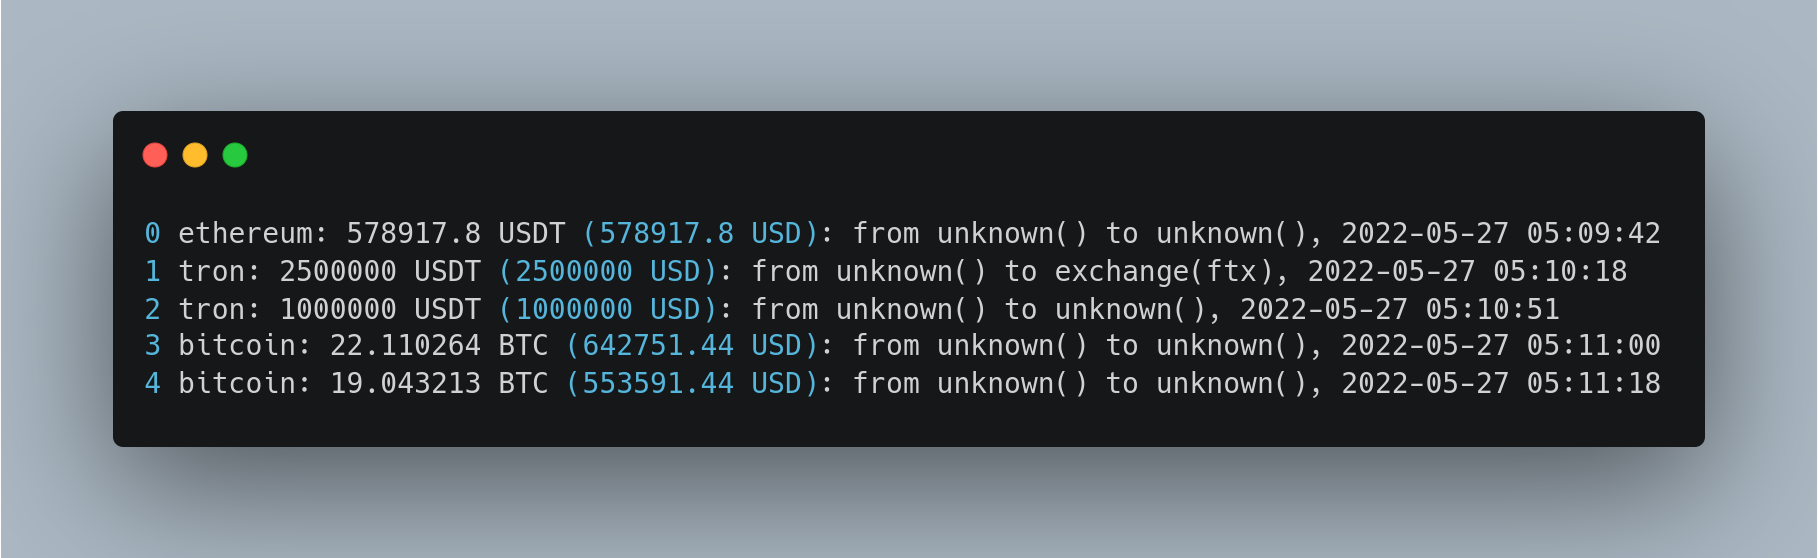 0 ethereum: 578917.8 USDT (578917.8 USD): from unknown() to unknown(), 2022-05-27 05:09:42
1 tron: 2500000 USDT (2500000 USD): from unknown() to exchange(ftx), 2022-05-27 05:10:18
2 tron: 1000000 USDT (1000000 USD): from unknown() to unknown(), 2022-05-27 05:10:51
3 bitcoin: 22.110264 BTC (642751.44 USD): from unknown() to unknown(), 2022-05-27 05:11:00
4 bitcoin: 19.043213 BTC (553591.44 USD): from unknown() to unknown(), 2022-05-27 05:11:18